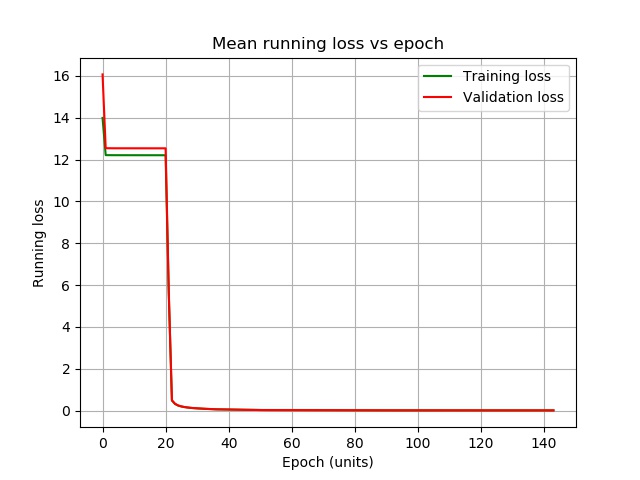 Mean running loss vs epoch
Training loss
Validation loss
16
14
12
10
8
6
4
2
0
Running loss
0 20 40 60 80 100 120 140
Epoch (units)